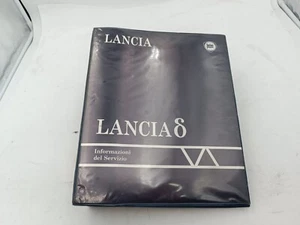 LANCIA
LANCIA δ
Informazioni
del Servizio